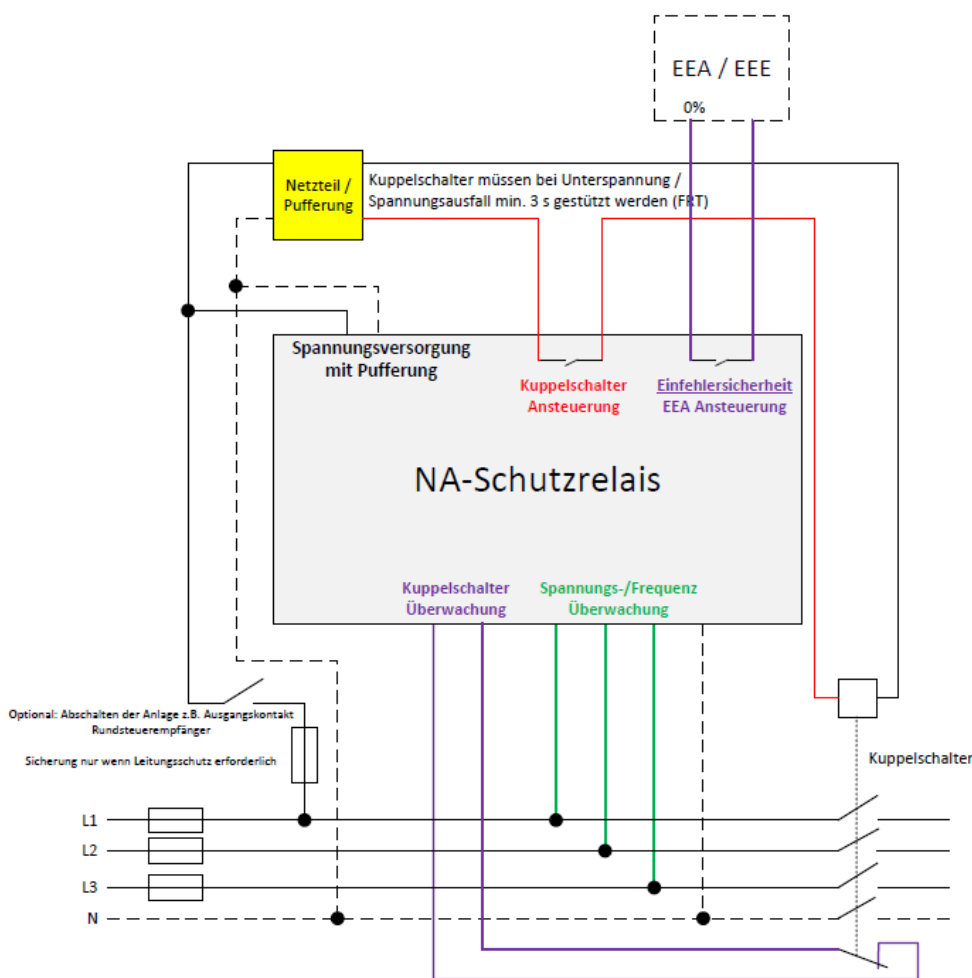 EEA / EEE
0%
Netzteil /
Pufferung
Kuppelschalter müssen bei Unterspannung /
Spannungsausfall min. 3 s gestützt werden (FRT)
Spannungsversorgung
mit Pufferung
Kuppelschalter
Ansteuerung
Einfehlersicherheit
EEA Ansteuerung
NA-Schutzrelais
Kuppelschalter
Überwachung
Spannungs-/Frequenz
Überwachung
Optional: Abschalten der Anlage z.B. Ausgangskontakt
Rundsteuerempfänger
Sicherung nur wenn Leitungsschutz erforderlich
Kuppelschalter
L1
L2
L3
N